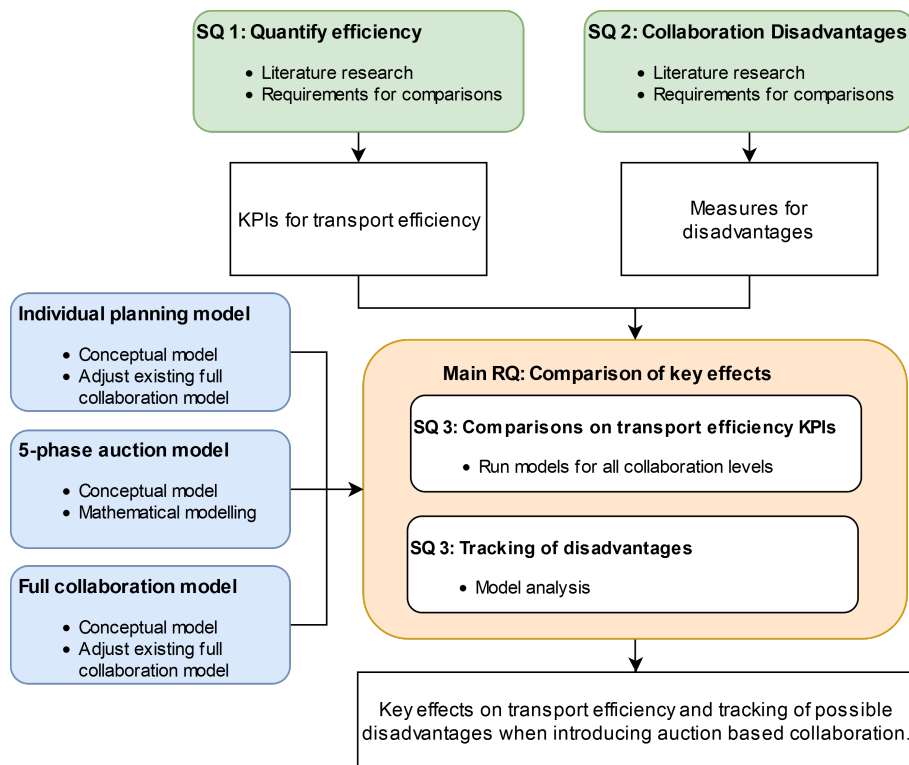 SQ 1: Quantify efficiency
• Literature research
• Requirements for comparisons
SQ 2: Collaboration Disadvantages
• Literature research
• Requirements for comparisons
KPIs for transport efficiency
Measures for
disadvantages
Individual planning model
• Conceptual model
• Adjust existing full
collaboration model
5-phase auction model
• Conceptual model
• Mathematical modelling
Full collaboration model
• Conceptual model
• Adjust existing full
collaboration model
Main RQ: Comparison of key effects
SQ 3: Comparisons on transport efficiency KPIs
• Run models for all collaboration levels
SQ 3: Tracking of disadvantages
• Model analysis
Key effects on transport efficiency and tracking of possible
disadvantages when introducing auction based collaboration.